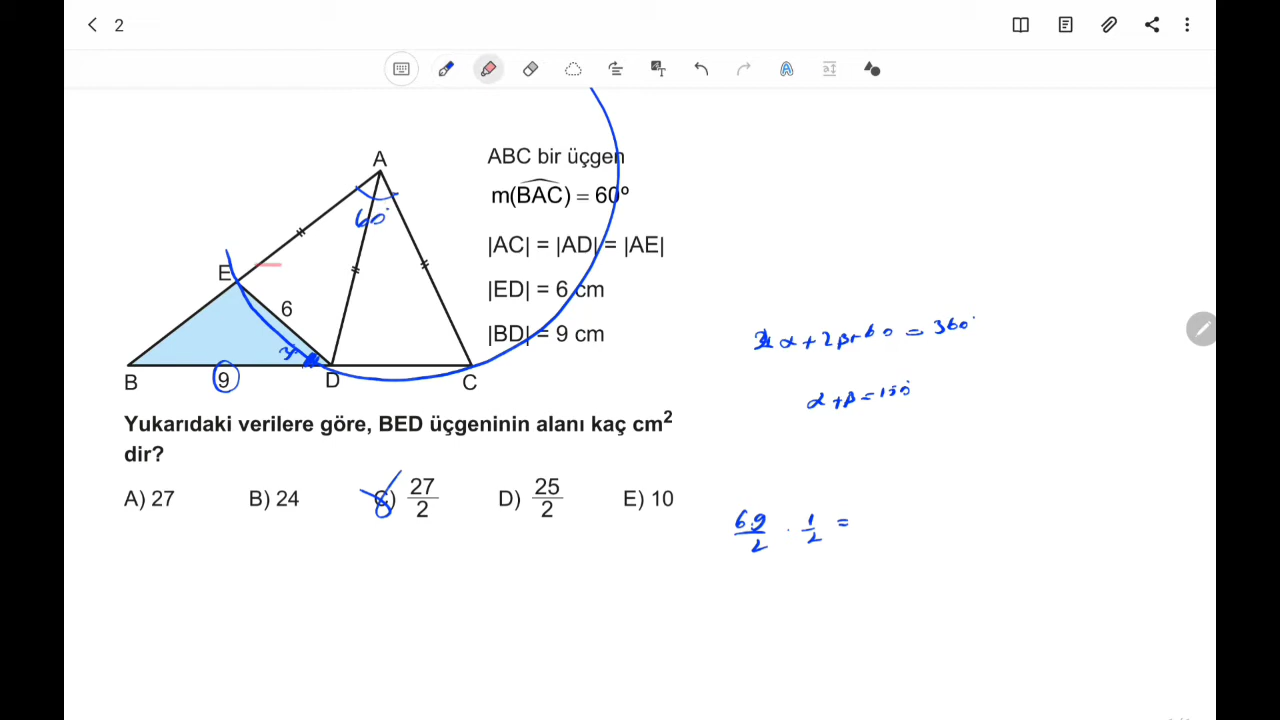 2
A
60°
E
6
B
9
D
C
ABC bir üçgen
m(BAC) = 60º
|AC| = |AD| = |AE|
|ED| = 6 cm
|BD| = 9 cm
α + 2β + 60 = 360°
α + β = 150°
Yukarıdaki verilere göre, BED üçgeninin alanı kaç cm²
dir?
A) 27
B) 24
C) 27/2
D) 25/2
E) 10
6.9/2 . 1/2 =